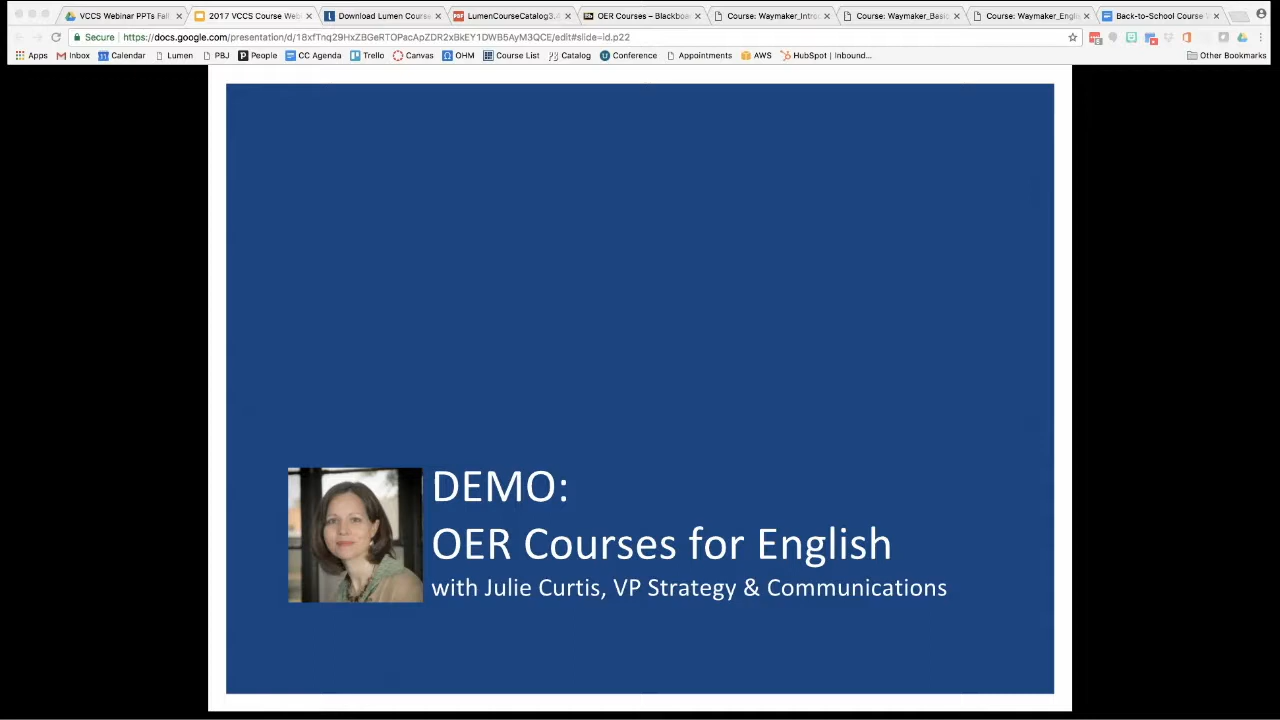 VCCS Webinar PPTs Fall
2017 VCCS Course Web
Download Lumen Course
LumenCourseCatalog3.
OER Courses – Blackboa
Course: Waymaker_Intro
Course: Waymaker_Basic
Course: Waymaker_Engli
Back-to-School Course T
Secure
https://docs.google.com/presentation/d/18xfTnq29HxZBGeRTOPacApZDR2xBkEY1DWB5AyM3QCE/edit#slide=id.p22
Apps
Inbox
Calendar
Lumen
PBJ
People
CC Agenda
Trello
Canvas
OHM
Course List
Catalog
Conference
Appointments
AWS
HubSpot | Inbound...
Other Bookmarks
DEMO:
OER Courses for English
with Julie Curtis, VP Strategy & Communications